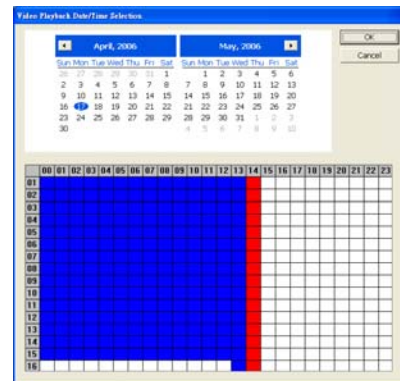 Video Playback Date/Time Selection
April, 2006
May, 2006
OK
Cancel
Sun Mon Tue Wed Thu Fri Sat Sun Mon Tue Wed Thu Fri Sat
26 27 28 29 30 31 1 1 2 3 4 5 6
2 3 4 5 6 7 8 7 8 9 10 11 12 13
9 10 11 12 13 14 15 14 15 16 17 18 19 20
16 17 18 19 20 21 22 21 22 23 24 25 26 27
23 24 25 26 27 28 29 28 29 30 31 1 2 3
30 4 5 6 7 8 9 10
00 01 02 03 04 05 06 07 08 09 10 11 12 13 14 15 16 17 18 19 20 21 22 23
01
02
03
04
05
06
07
08
09
10
11
12
13
14
15
16